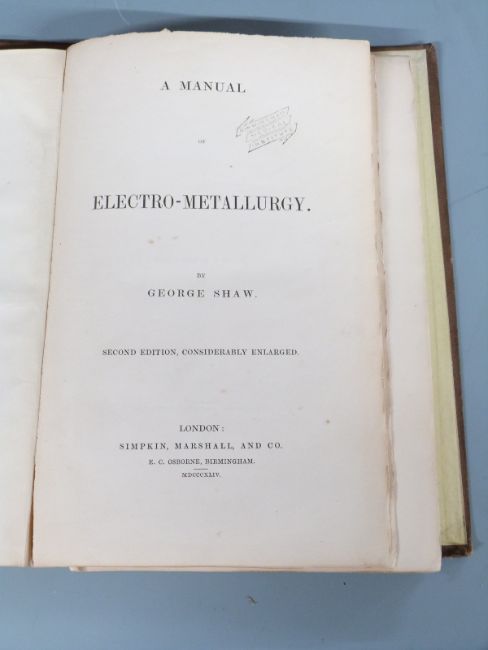 A MANUAL
OF
ELECTRO-METALLURGY.
BY
GEORGE SHAW.
SECOND EDITION, CONSIDERABLY ENLARGED.
LONDON:
SIMPKIN, MARSHALL, AND CO.
E. C. OSBORNE, BIRMINGHAM.
MDCCCXLIV.